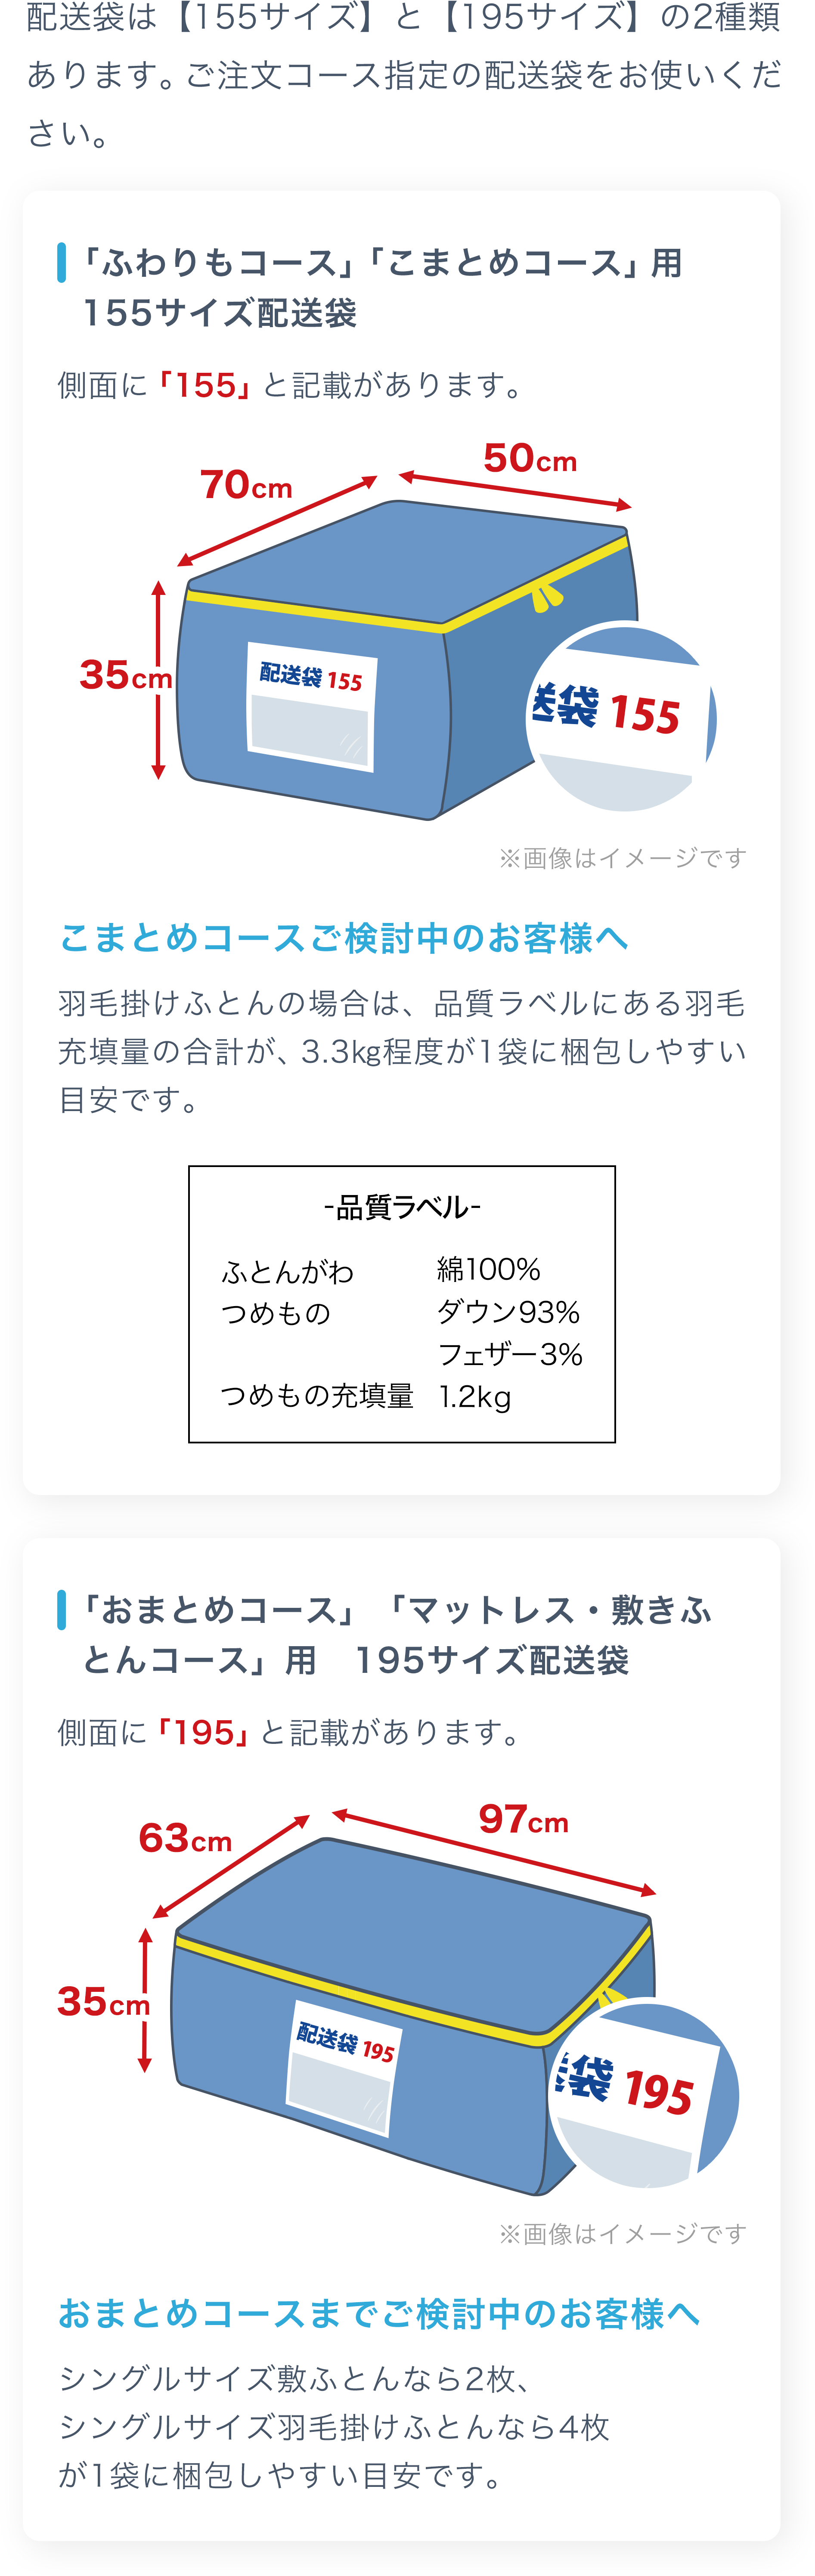 配送袋は【155サイズ】と【195サイズ】の2種類
あります。ご注文コース指定の配送袋をお使いくだ
さい。
「ふわりもコース」「こまとめコース」用
155サイズ配送袋
側面に「155」と記載があります。
70cm
50cm
35cm
配送袋 155
送袋 155
※画像はイメージです
こまとめコースご検討中のお客様へ
羽毛掛けふとんの場合は、品質ラベルにある羽毛
充填量の合計が、3.3kg程度が1袋に梱包しやすい
目安です。
-品質ラベル-
ふとんがわ 綿100%
つめもの ダウン93%
フェザー3%
つめもの充填量 1.2kg
「おまとめコース」「マットレス・敷きふ
とんコース」用　195サイズ配送袋
側面に「195」と記載があります。
63cm
97cm
35cm
配送袋 195
送袋 195
※画像はイメージです
おまとめコースまでご検討中のお客様へ
シングルサイズ敷ふとんなら2枚、
シングルサイズ羽毛掛けふとんなら4枚
が1袋に梱包しやすい目安です。